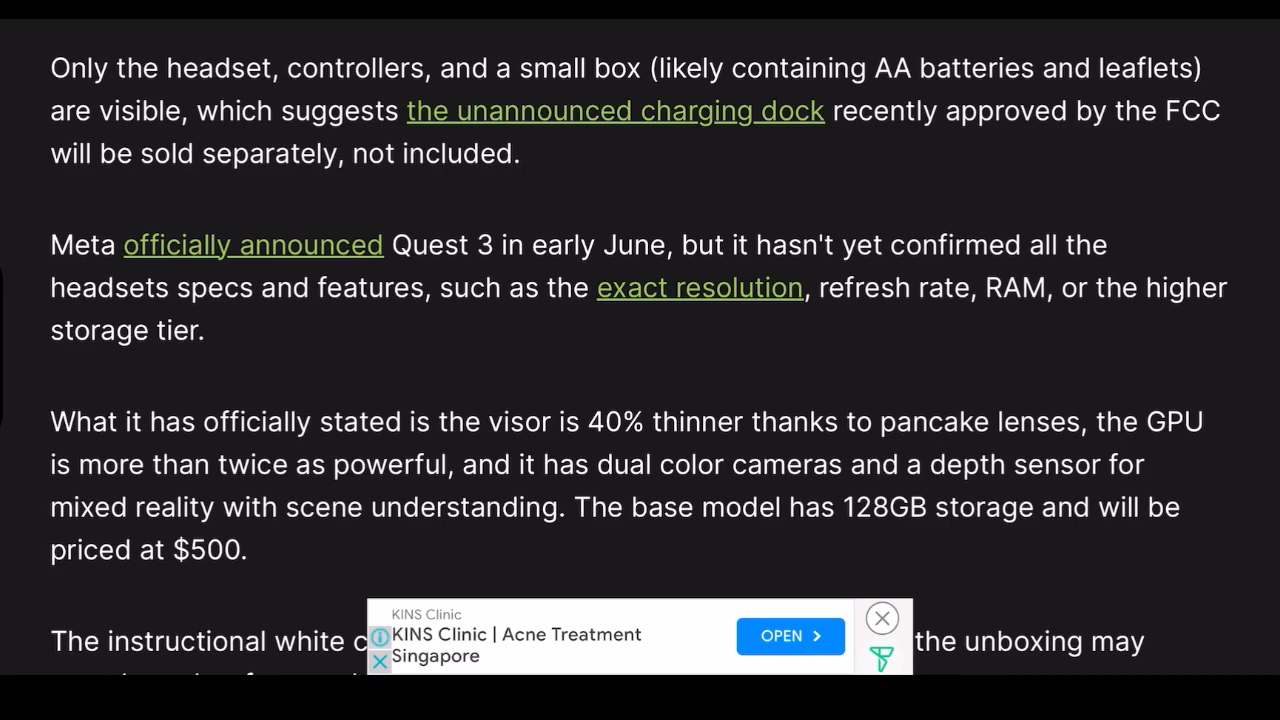 Only the headset, controllers, and a small box (likely containing AA batteries and leaflets)
are visible, which suggests the unannounced charging dock recently approved by the FCC
will be sold separately, not included.
Meta officially announced Quest 3 in early June, but it hasn't yet confirmed all the
headsets specs and features, such as the exact resolution, refresh rate, RAM, or the higher
storage tier.
What it has officially stated is the visor is 40% thinner thanks to pancake lenses, the GPU
is more than twice as powerful, and it has dual color cameras and a depth sensor for
mixed reality with scene understanding. The base model has 128GB storage and will be
priced at $500.
The instructional white the unboxing may
KINS Clinic
KINS Clinic | Acne Treatment
Singapore
OPEN